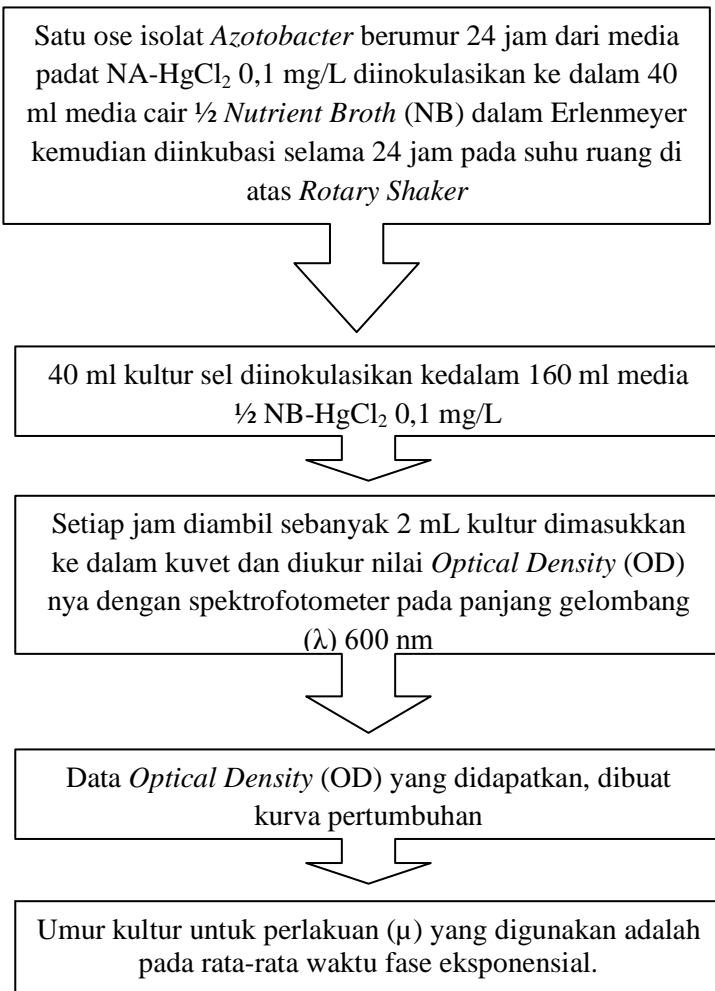 Satu ose isolat Azotobacter berumur 24 jam dari media
padat NA-HgCl₂ 0,1 mg/L diinokulasikan ke dalam 40
ml media cair ½ Nutrient Broth (NB) dalam Erlenmeyer
kemudian diinkubasi selama 24 jam pada suhu ruang di
atas Rotary Shaker
40 ml kultur sel diinokulasikan kedalam 160 ml media
½ NB-HgCl₂ 0,1 mg/L
Setiap jam diambil sebanyak 2 mL kultur dimasukkan
ke dalam kuvet dan diukur nilai Optical Density (OD)
nya dengan spektrofotometer pada panjang gelombang
(λ) 600 nm
Data Optical Density (OD) yang didapatkan, dibuat
kurva pertumbuhan
Umur kultur untuk perlakuan (µ) yang digunakan adalah
pada rata-rata waktu fase eksponensial.